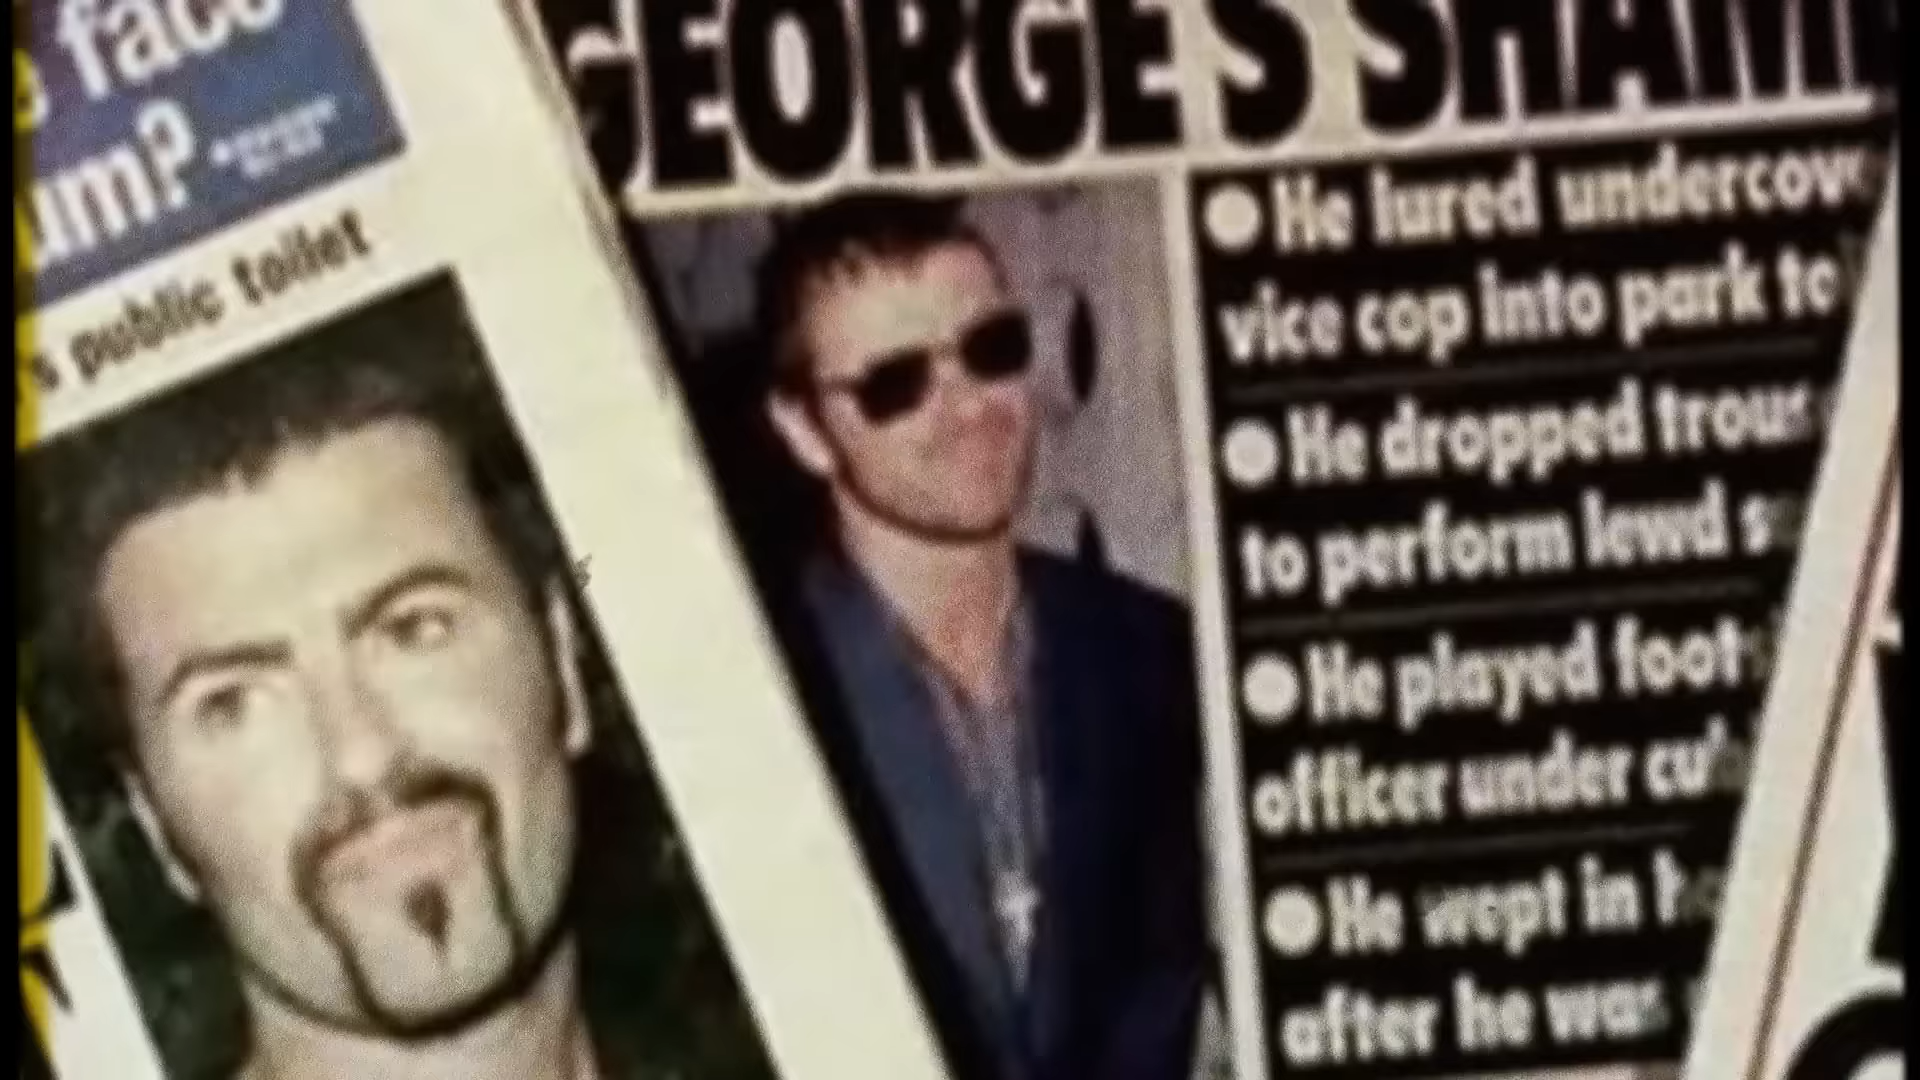 face
um?
public toilet
GEORGE'S SHAM
He lured undercov
vice cop into park to
He dropped trous
to perform lewd s
He played foot
officer under cu
He wept in h
after he was